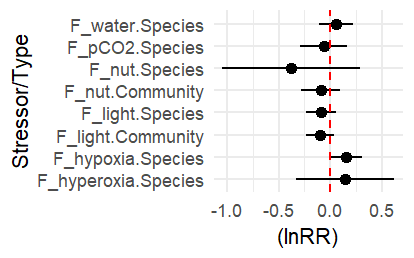 Stressor/Type
F_water.Species
F_pCO2.Species
F_nut.Species
F_nut.Community
F_light.Species
F_light.Community
F_hypoxia.Species
F_hyperoxia.Species
-1.0 -0.5 0.0 0.5
(lnRR)